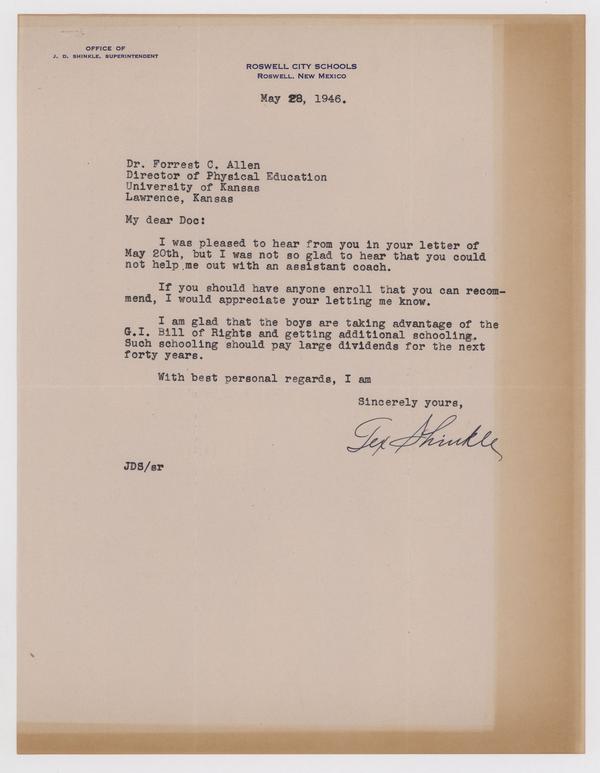 OFFICE OF
J. D. SHINKLE, SUPERINTENDENT
ROSWELL CITY SCHOOLS
ROSWELL, NEW MEXICO
May 28, 1946.
Dr. Forrest C. Allen
Director of Physical Education
University of Kansas
Lawrence, Kansas
My dear Doc:
I was pleased to hear from you in your letter of
May 20th, but I was not so glad to hear that you could
not help me out with an assistant coach.
If you should have anyone enroll that you can recom-
mend, I would appreciate your letting me know.
I am glad that the boys are taking advantage of the
G.I. Bill of Rights and getting additional schooling.
Such schooling should pay large dividends for the next
forty years.
With best personal regards, I am
Sincerely yours,
Tex Shinkle
JDS/sr